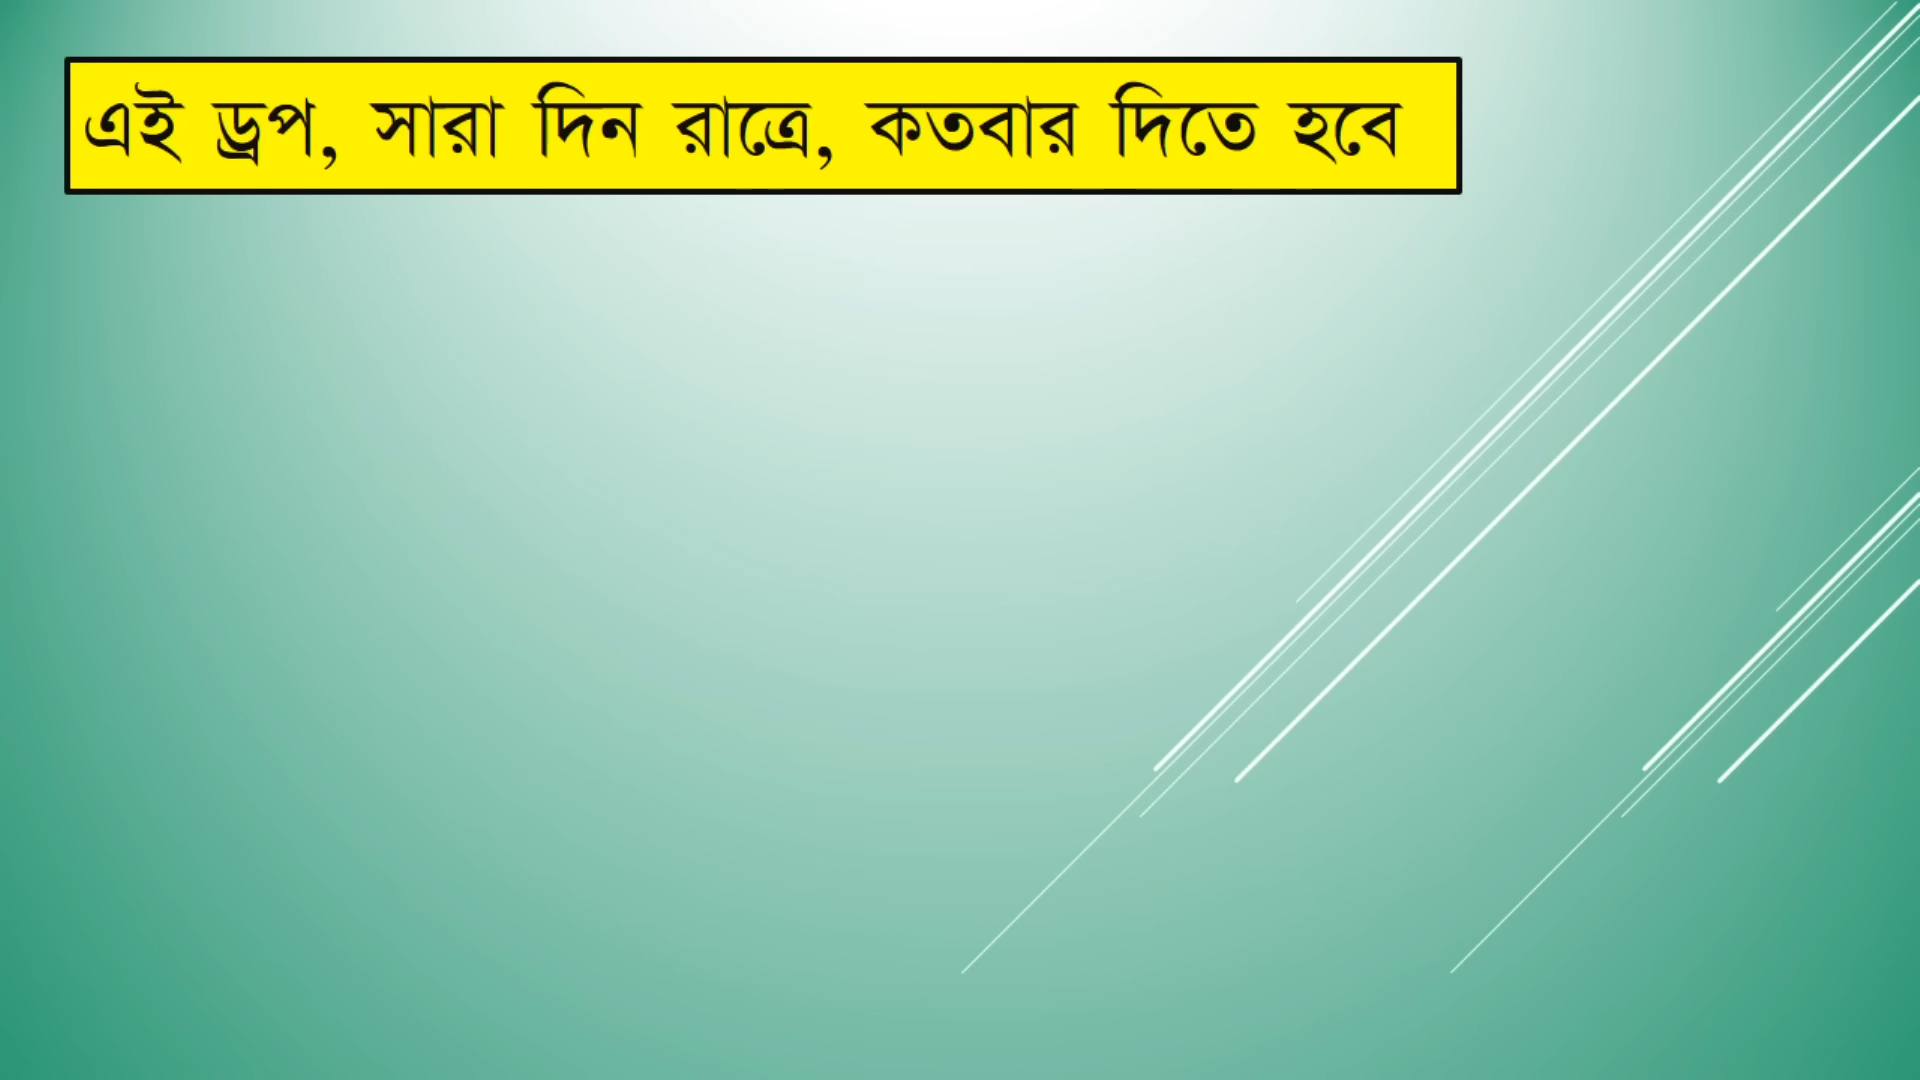 এই ড্রপ, সারা দিন রাত্রে, কতবার দিতে হবে